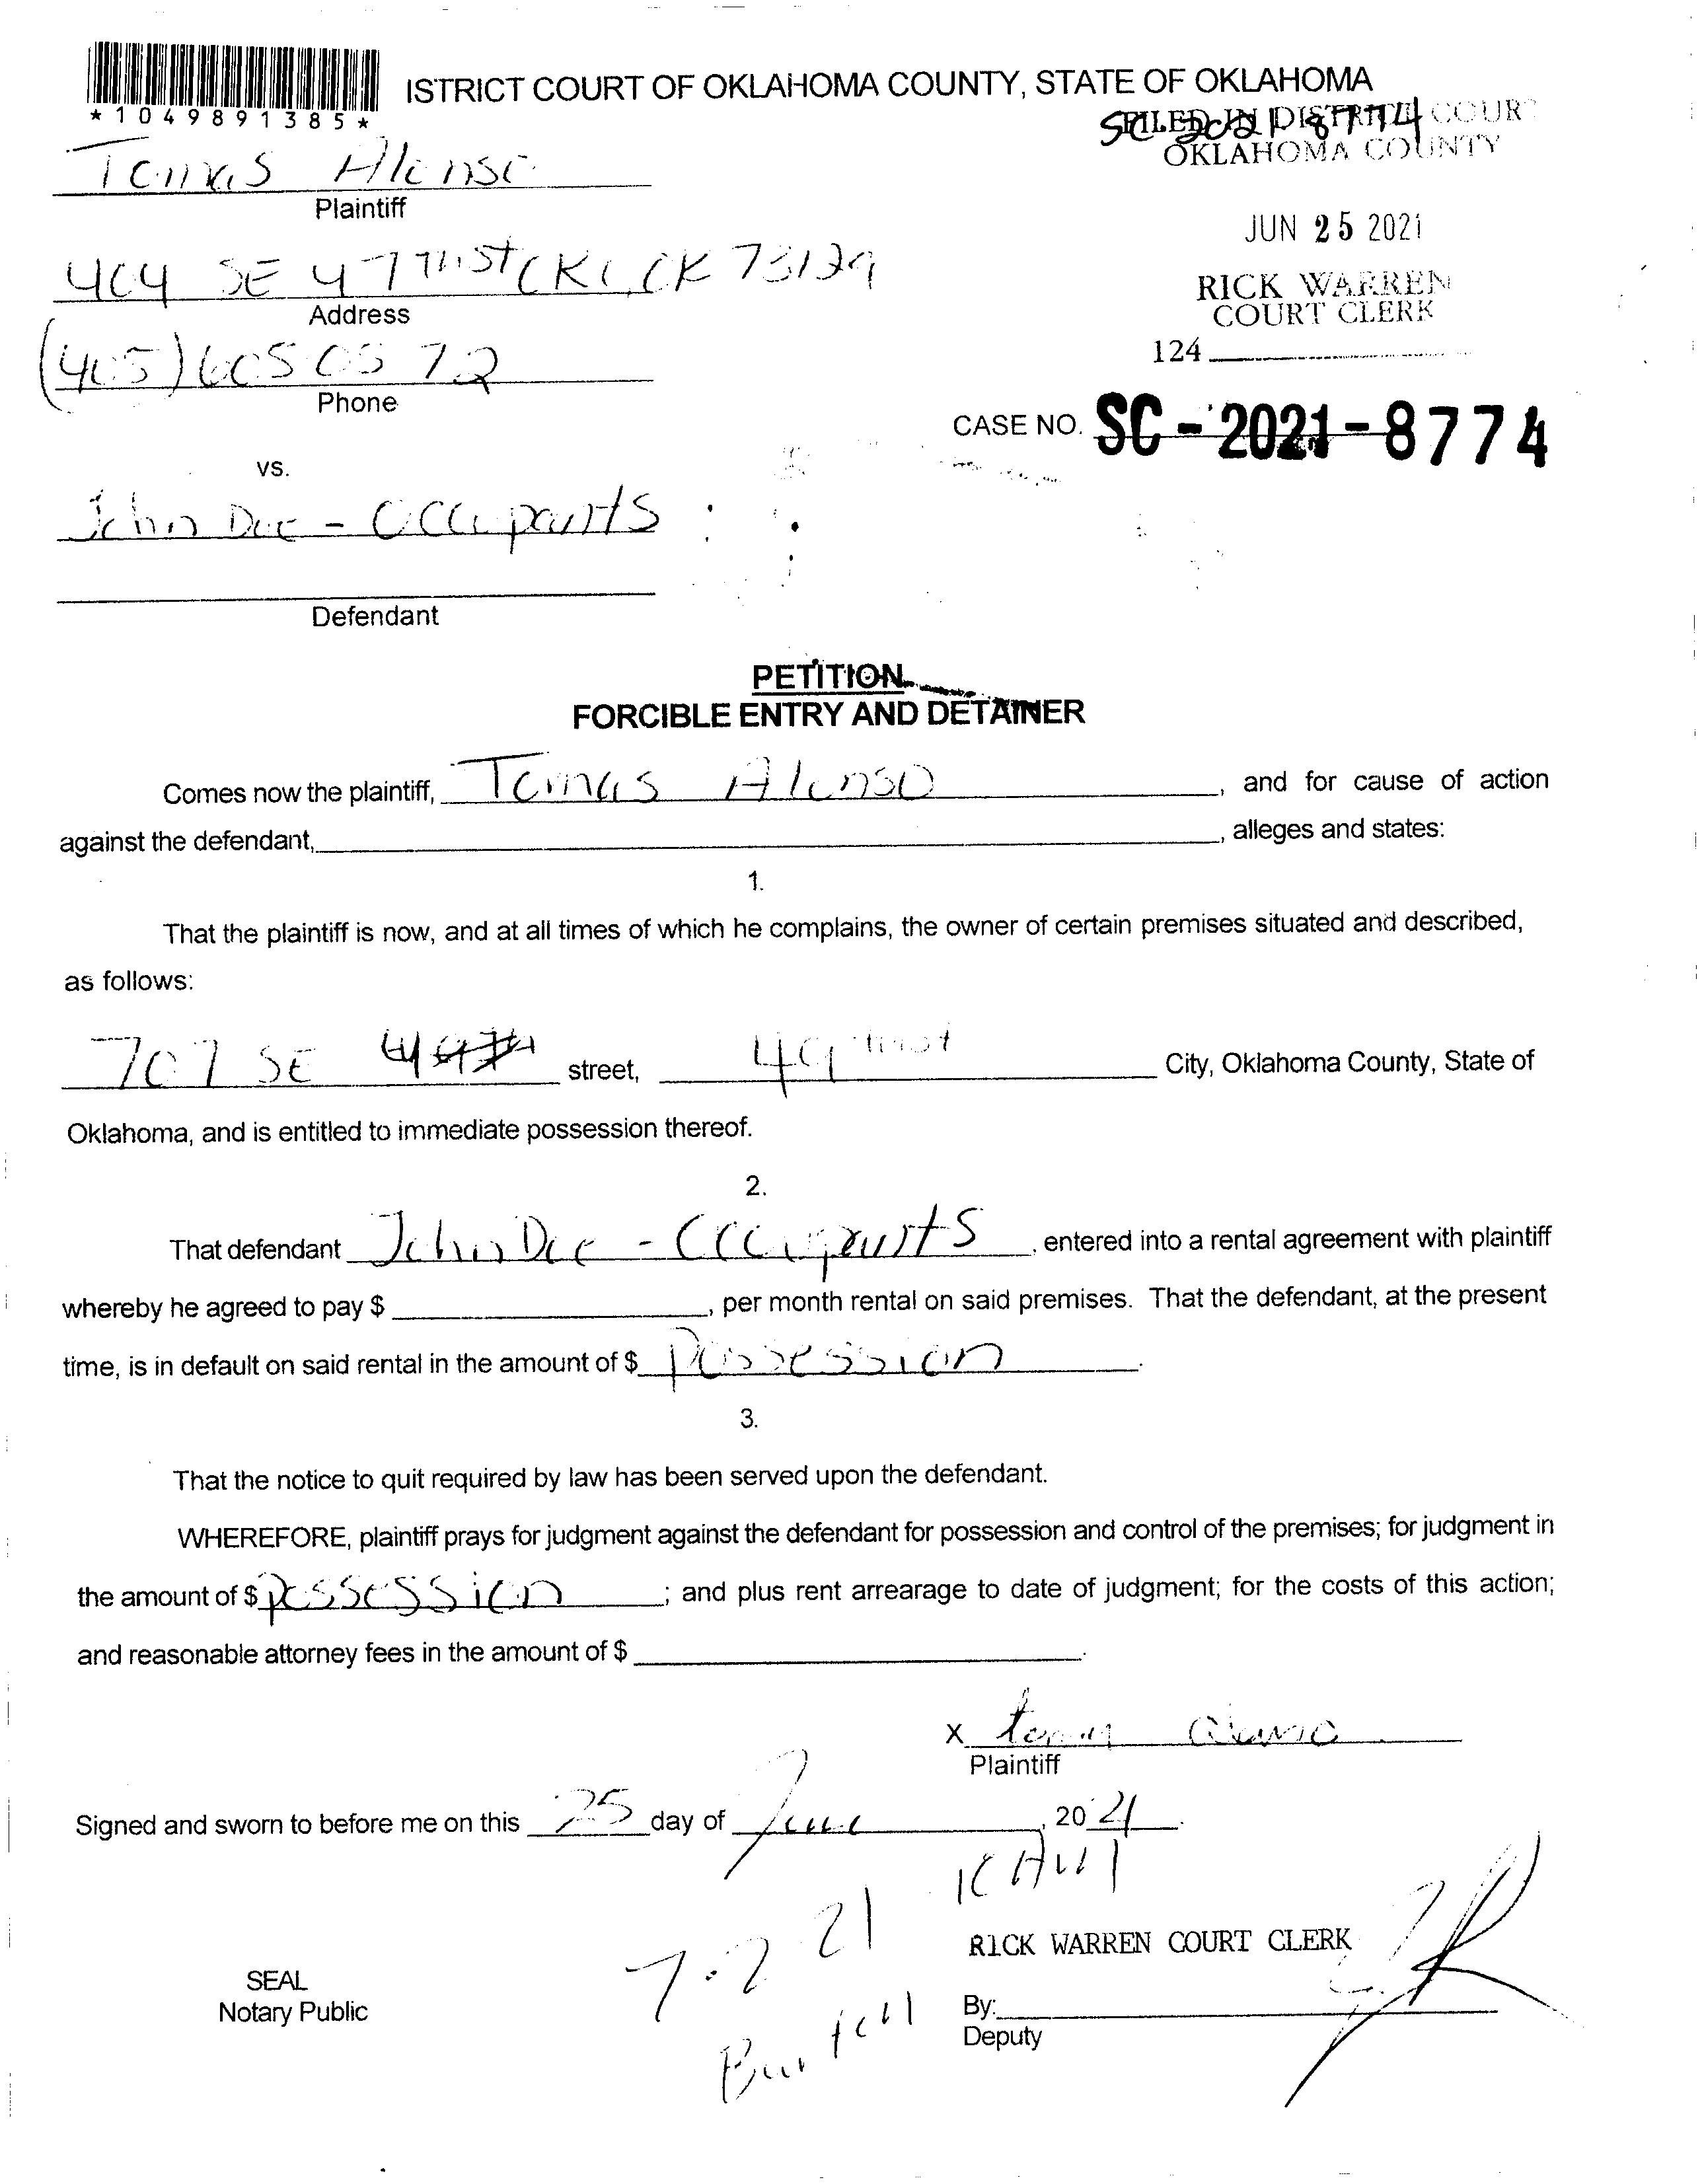 ISTRICT COURT OF OKLAHOMA COUNTY, STATE OF OKLAHOMA
*1049891385*
SC-2021-8774
FILED IN DISTRICT COURT
OKLAHOMA COUNTY
Tomas Alonso
Plaintiff
JUN 25 2021
404 SE 47TH St OKC, OK 73129
Address
RICK WARREN
COURT CLERK
(405) 605 05 72
Phone
124
CASE NO. SC-2021-8774
VS.
John Doe - Occupants
Defendant
PETITION
FORCIBLE ENTRY AND DETAINER
Comes now the plaintiff, Tomas Alonso, and for cause of action
against the defendant, , alleges and states:
1.
That the plaintiff is now, and at all times of which he complains, the owner of certain premises situated and described,
as follows:
707 SE street, 49 City, Oklahoma County, State of
Oklahoma, and is entitled to immediate possession thereof.
2.
That defendant John Doe - Occupants, entered into a rental agreement with plaintiff
whereby he agreed to pay $ , per month rental on said premises. That the defendant, at the present
time, is in default on said rental in the amount of $ Possession.
3.
That the notice to quit required by law has been served upon the defendant.
WHEREFORE, plaintiff prays for judgment against the defendant for possession and control of the premises; for judgment in
the amount of $ possession ; and plus rent arrearage to date of judgment; for the costs of this action;
and reasonable attorney fees in the amount of $ .
X Tomas Alonso
Plaintiff
Signed and sworn to before me on this 25 day of June, 2021.
7-7 21
RICK WARREN COURT CLERK
SEAL
Notary Public
By:
Deputy